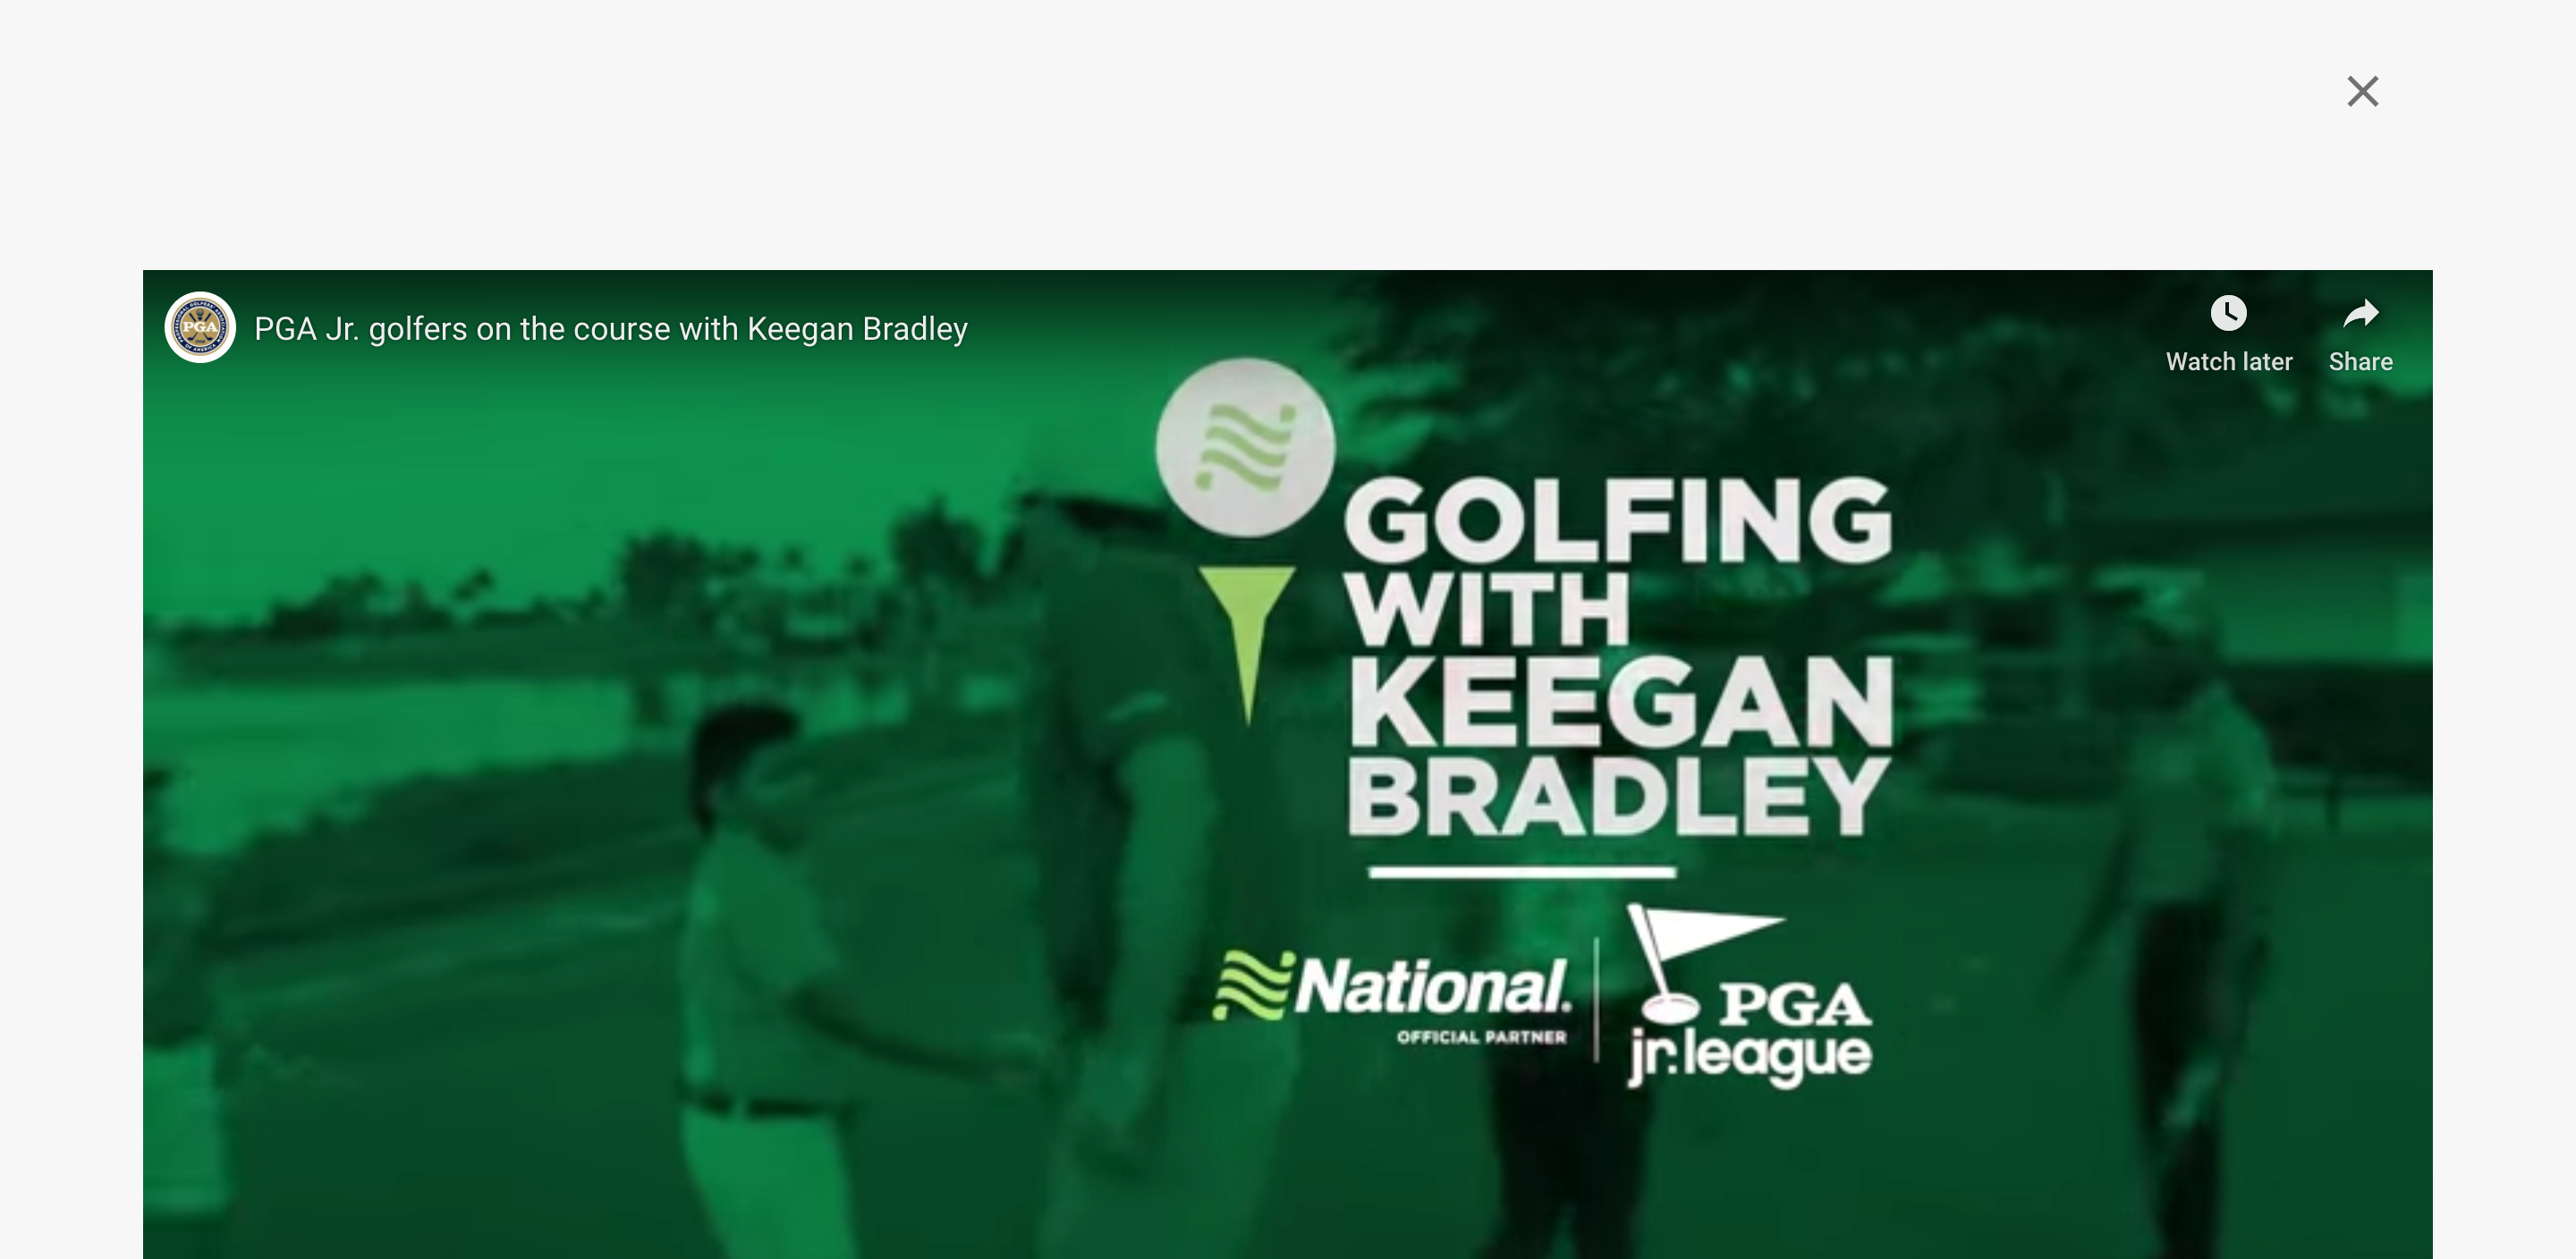 PGA
PGA Jr. golfers on the course with Keegan Bradley
Watch later
Share
GOLFING
WITH
KEEGAN
BRADLEY
National.
OFFICIAL PARTNER
PGA
jr.league